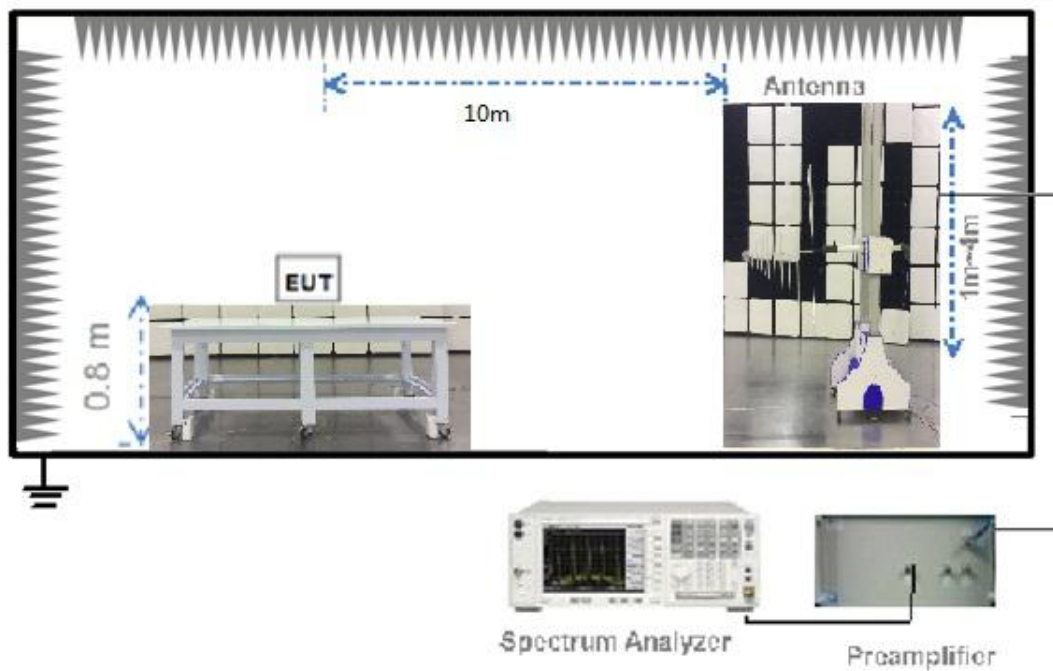 Antenna
10m
1m~4m
EUT
0.8 m
Spectrum Analyzer
Preamplifier